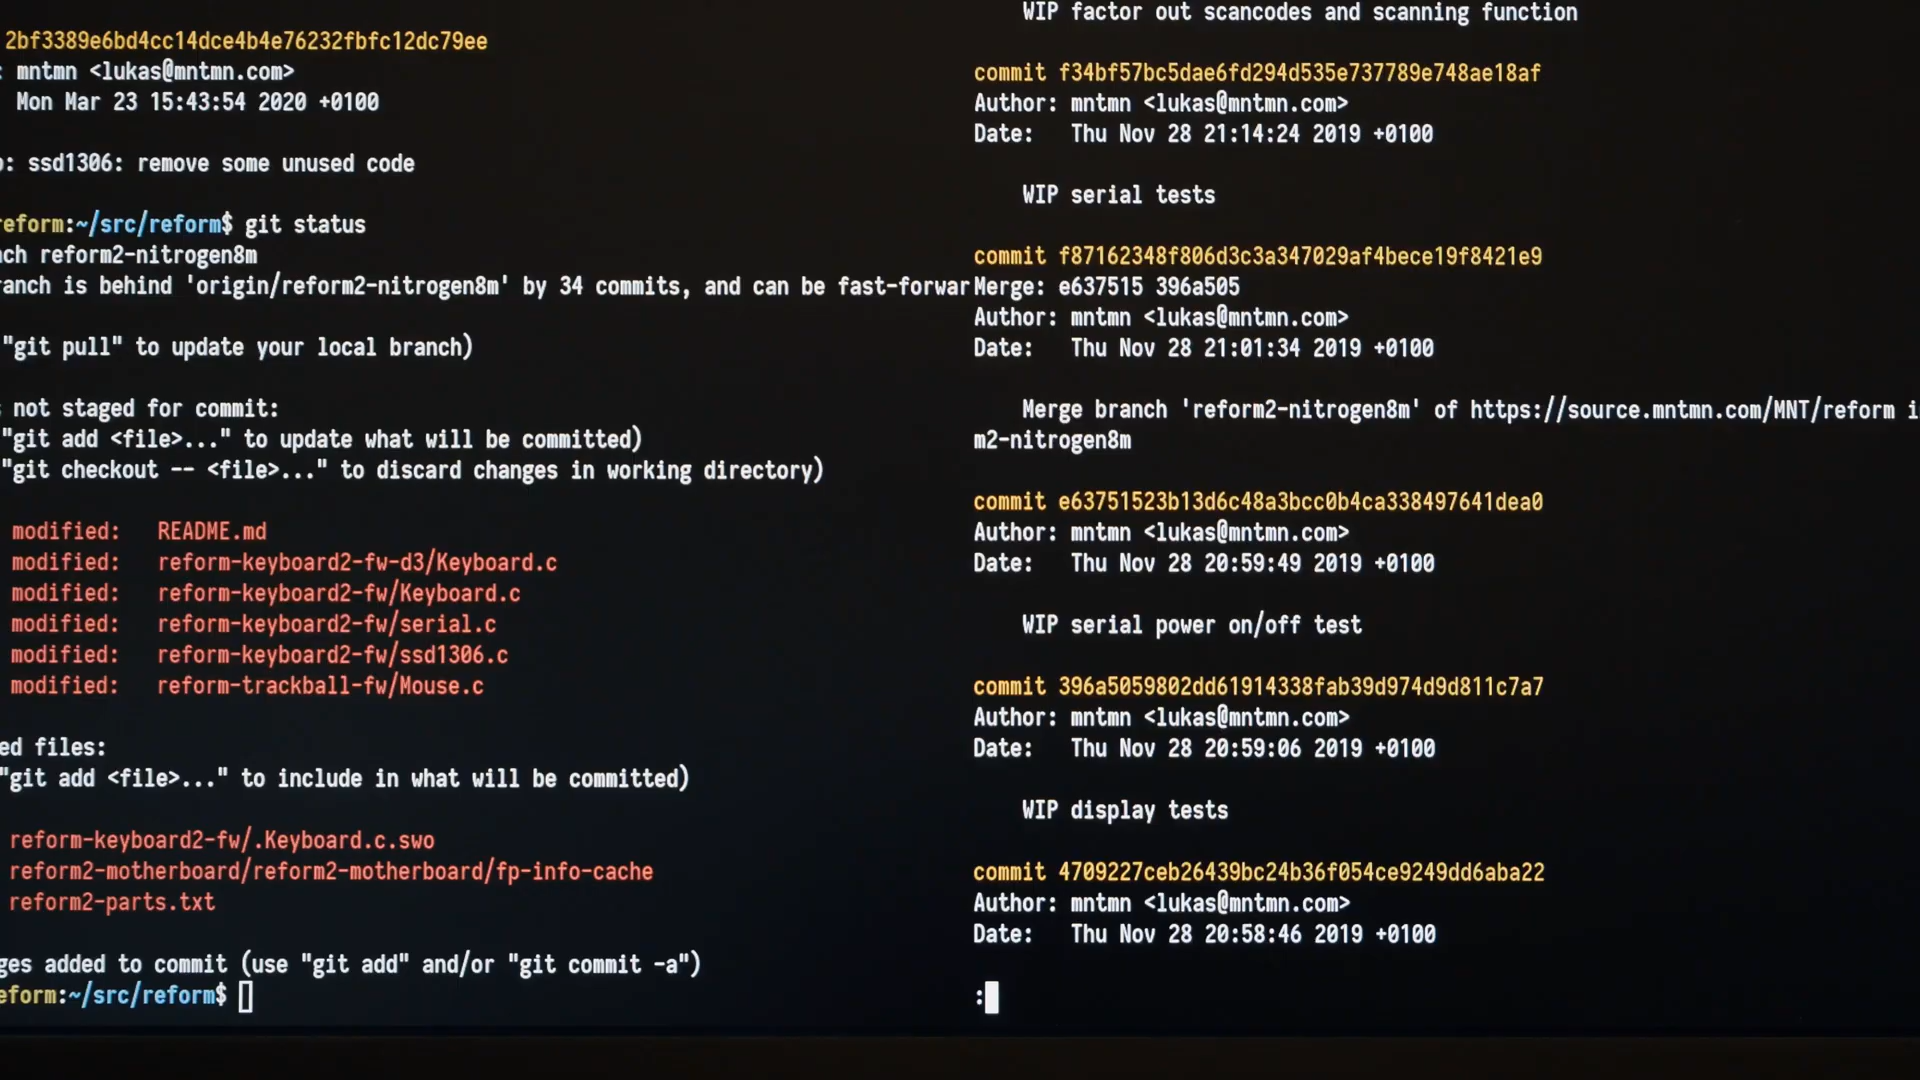 2bf3389e6bd4cc14dce4b4e76232fbfc12dc79ee
: mntmn <lukas@mntmn.com>
Mon Mar 23 15:43:54 2020 +0100
: ssd1306: remove some unused code
reform:~/src/reform$ git status
nch reform2-nitrogen8m
ranch is behind 'origin/reform2-nitrogen8m' by 34 commits, and can be fast-forwar
"git pull" to update your local branch)
not staged for commit:
"git add <file>..." to update what will be committed)
"git checkout -- <file>..." to discard changes in working directory)
modified:   README.md
modified:   reform-keyboard2-fw-d3/Keyboard.c
modified:   reform-keyboard2-fw/Keyboard.c
modified:   reform-keyboard2-fw/serial.c
modified:   reform-keyboard2-fw/ssd1306.c
modified:   reform-trackball-fw/Mouse.c
ed files:
"git add <file>..." to include in what will be committed)
reform-keyboard2-fw/.Keyboard.c.swo
reform2-motherboard/reform2-motherboard/fp-info-cache
reform2-parts.txt
ges added to commit (use "git add" and/or "git commit -a")
eform:~/src/reform$
WIP factor out scancodes and scanning function
commit f34bf57bc5dae6fd294d535e737789e748ae18af
Author: mntmn <lukas@mntmn.com>
Date:   Thu Nov 28 21:14:24 2019 +0100
WIP serial tests
commit f87162348f806d3c3a347029af4bece19f8421e9
Merge: e637515 396a505
Author: mntmn <lukas@mntmn.com>
Date:   Thu Nov 28 21:01:34 2019 +0100
Merge branch 'reform2-nitrogen8m' of https://source.mntmn.com/MNT/reform i
m2-nitrogen8m
commit e63751523b13d6c48a3bcc0b4ca338497641dea0
Author: mntmn <lukas@mntmn.com>
Date:   Thu Nov 28 20:59:49 2019 +0100
WIP serial power on/off test
commit 396a5059802dd61914338fab39d974d9d811c7a7
Author: mntmn <lukas@mntmn.com>
Date:   Thu Nov 28 20:59:06 2019 +0100
WIP display tests
commit 4709227ceb26439bc24b36f054ce9249dd6aba22
Author: mntmn <lukas@mntmn.com>
Date:   Thu Nov 28 20:58:46 2019 +0100
: